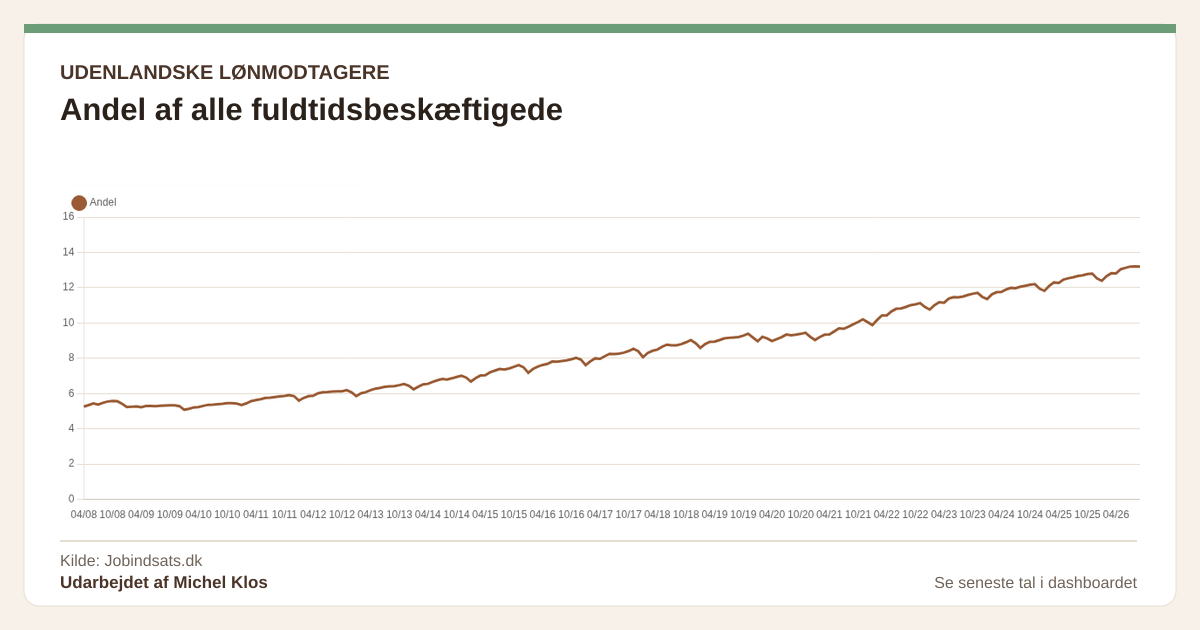 UDENLANDSKE LØNMODTAGERE
Andel af alle fuldtidsbeskæftigede
Andel
16
14
12
10
8
6
4
2
0
04/08 10/08 04/09 10/09 04/10 10/10 04/11 10/11 04/12 10/12 04/13 10/13 04/14 10/14 04/15 10/15 04/16 10/16 04/17 10/17 04/18 10/18 04/19 10/19 04/20 10/20 04/21 10/21 04/22 10/22 04/23 10/23 04/24 10/24 04/25 10/25 04/26
Kilde: Jobindsats.dk
Udarbejdet af Michel Klos
Se seneste tal i dashboardet